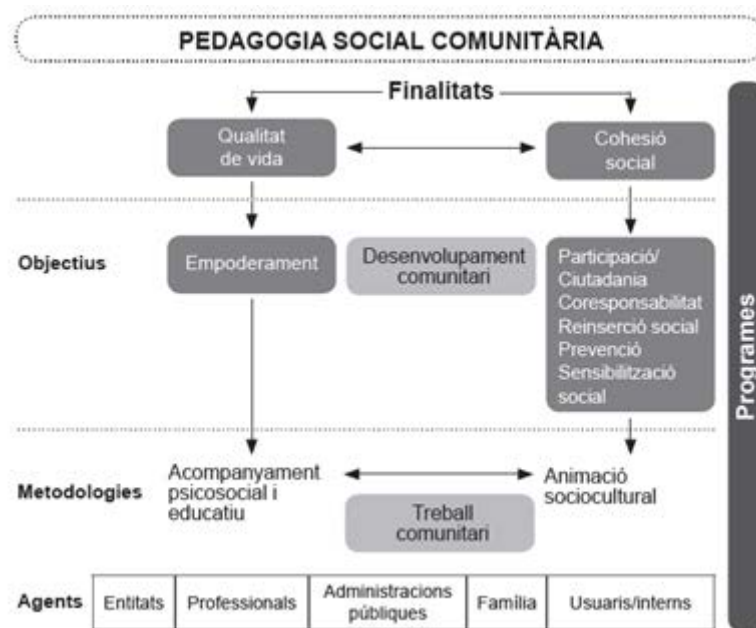 PEDAGOGIA SOCIAL COMUNITÀRIA
Finalitats
Qualitat
de vida
Cohesió
social
Objectius
Empoderament
Desenvolupament
comunitari
Participació/
Ciutadania
Coresponsabilitat
Reinserció social
Prevenció
Sensibilització
social
Metodologies
Acompanyament
psicosocial i
educatiu
Treball
comunitari
Animació
sociocultural
Agents
Entitats
Professionals
Administracions
públiques
Família
Usuaris/interns
Programes